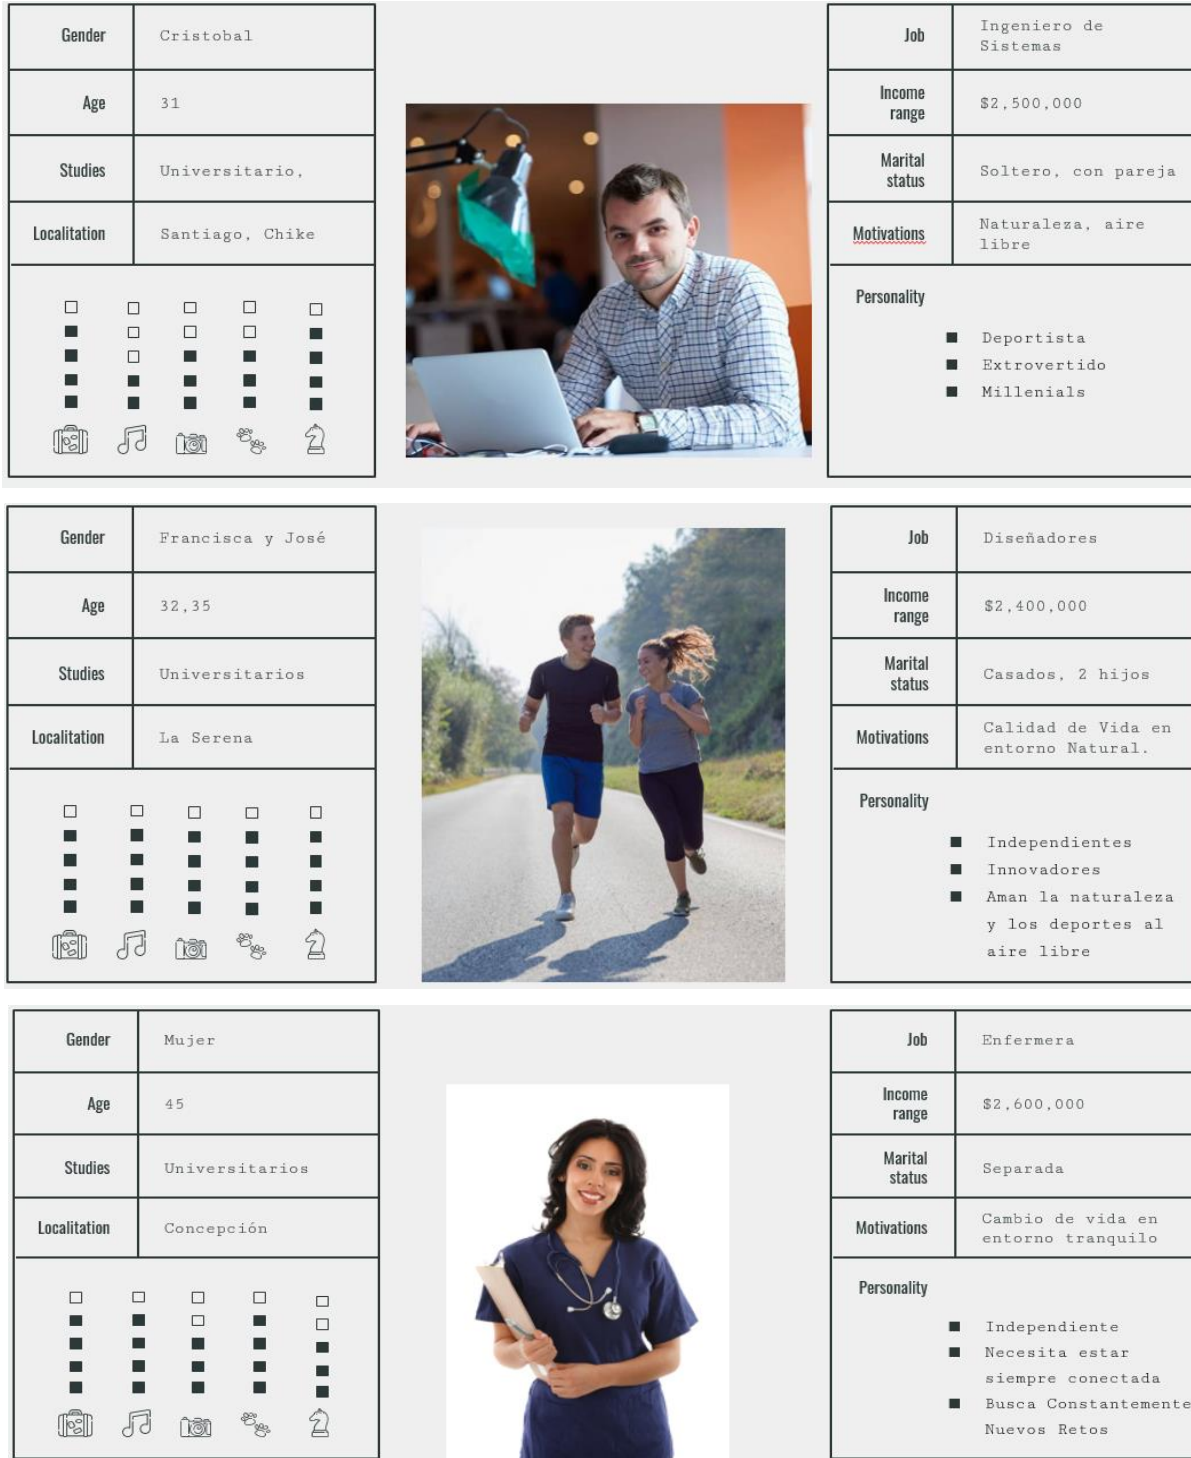 Gender
Cristobal
Age
31
Studies
Universitario,
Localitation
Santiago, Chike
Job
Ingeniero de
Sistemas
Income
range
$2,500,000
Marital
status
Soltero, con pareja
Motivations
Naturaleza, aire
libre
Personality
Deportista
Extrovertido
Millenials
Gender
Francisca y José
Age
32,35
Studies
Universitarios
Localitation
La Serena
Job
Diseñadores
Income
range
$2,400,000
Marital
status
Casados, 2 hijos
Motivations
Calidad de Vida en
entorno Natural.
Personality
Independientes
Innovadores
Aman la naturaleza
y los deportes al
aire libre
Gender
Mujer
Age
45
Studies
Universitarios
Localitation
Concepción
Job
Enfermera
Income
range
$2,600,000
Marital
status
Separada
Motivations
Cambio de vida en
entorno tranquilo
Personality
Independiente
Necesita estar
siempre conectada
Busca Constantemente
Nuevos Retos